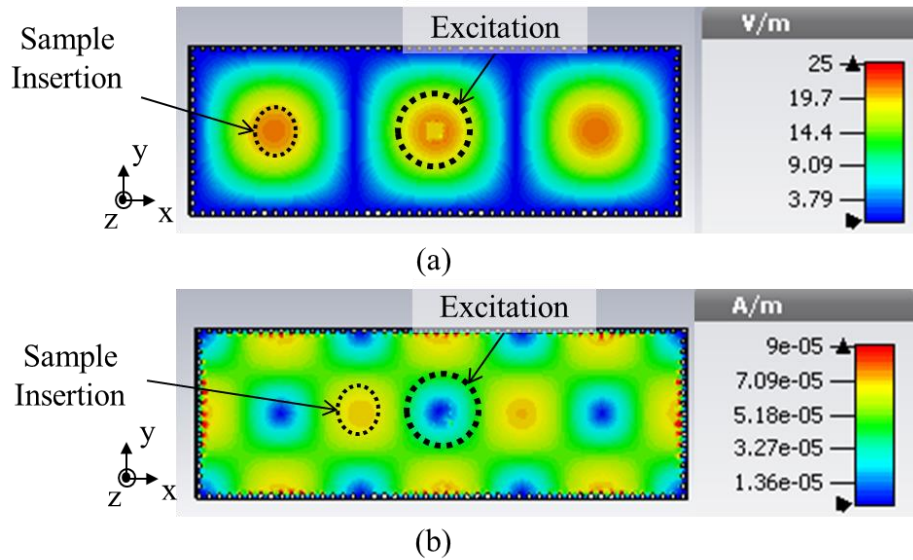 Sample
Insertion
Excitation
V/m
25
19.7
14.4
9.09
3.79
y
z
x
(a)
Sample
Insertion
Excitation
A/m
9e-05
7.09e-05
5.18e-05
3.27e-05
1.36e-05
y
z
x
(b)